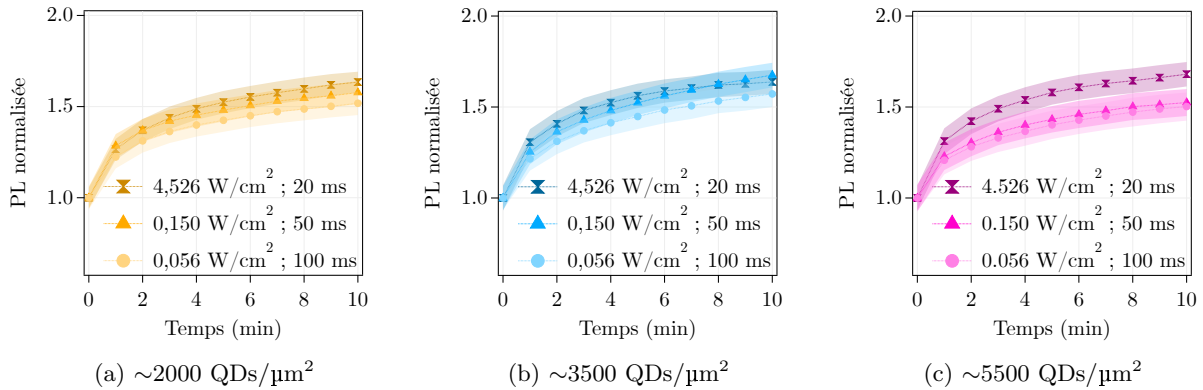 2.0
1.5
1.0
PL normalisée
4,526 W/cm² ; 20 ms
0,150 W/cm² ; 50 ms
0,056 W/cm² ; 100 ms
0 2 4 6 8 10
Temps (min)
(a) ~2000 QDs/µm²
2.0
1.5
1.0
PL normalisée
4,526 W/cm² ; 20 ms
0,150 W/cm² ; 50 ms
0,056 W/cm² ; 100 ms
0 2 4 6 8 10
Temps (min)
(b) ~3500 QDs/µm²
2.0
1.5
1.0
PL normalisée
4.526 W/cm² ; 20 ms
0.150 W/cm² ; 50 ms
0.056 W/cm² ; 100 ms
0 2 4 6 8 10
Temps (min)
(c) ~5500 QDs/µm²